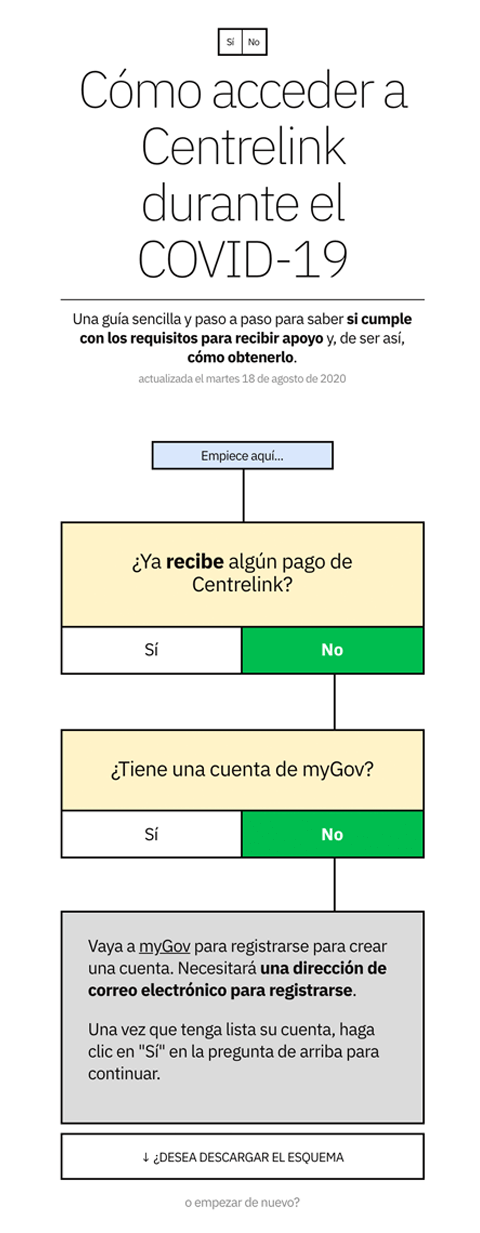 Sí No
Cómo acceder a
Centrelink
durante el
COVID-19
Una guía sencilla y paso a paso para saber si cumple
con los requisitos para recibir apoyo y, de ser así,
cómo obtenerlo.
actualizada el martes 18 de agosto de 2020
Empiece aquí...
¿Ya recibe algún pago de
Centrelink?
Sí No
¿Tiene una cuenta de myGov?
Sí No
Vaya a myGov para registrarse para crear
una cuenta. Necesitará una dirección de
correo electrónico para registrarse.
Una vez que tenga lista su cuenta, haga
clic en "Sí" en la pregunta de arriba para
continuar.
↓ ¿DESEA DESCARGAR EL ESQUEMA
o empezar de nuevo?